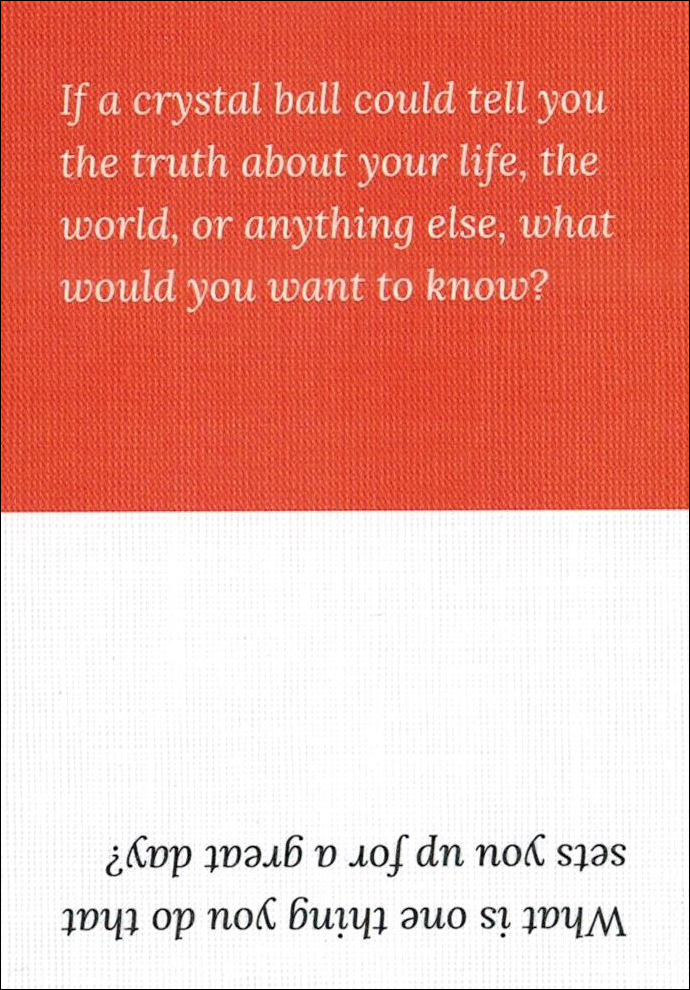 If a crystal ball could tell you
the truth about your life, the
world, or anything else, what
would you want to know?
What is one thing you do that
sets you up for a great day?